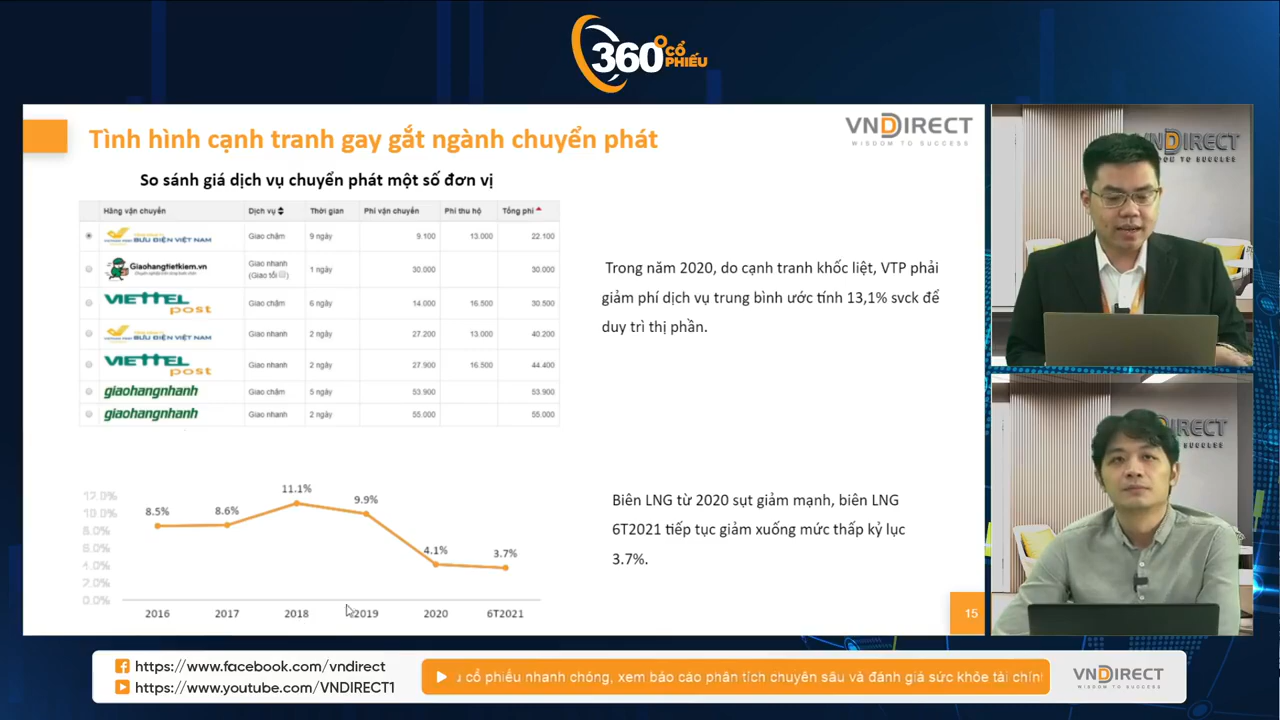 360° CỔ PHIẾU
Tình hình cạnh tranh gay gắt ngành chuyển phát
VNDIRECT
WISDOM TO SUCCESS
So sánh giá dịch vụ chuyển phát một số đơn vị
Hãng vận chuyển Dịch vụ Thời gian Phí vận chuyển Phí thu hộ Tổng phí
BƯU ĐIỆN VIỆT NAM Giao chậm 9 ngày 9.100 13.000 22.100
Giaohangtietkiem.vn Giao nhanh (Giao tối) 1 ngày 30.000 30.000
VIETTEL post Giao chậm 6 ngày 14.000 16.500 30.500
BƯU ĐIỆN VIỆT NAM Giao nhanh 2 ngày 27.200 13.000 40.200
VIETTEL post Giao nhanh 2 ngày 27.900 16.500 44.400
giaohangnhanh Giao chậm 5 ngày 53.900 53.900
giaohangnhanh Giao nhanh 2 ngày 55.000 55.000
Trong năm 2020, do cạnh tranh khốc liệt, VTP phải
giảm phí dịch vụ trung bình ước tính 13,1% svck để
duy trì thị phần.
12.0%
10.0%
8.0%
6.0%
4.0%
2.0%
0.0%
8.5% 8.6% 11.1% 9.9% 4.1% 3.7%
2016 2017 2018 2019 2020 6T2021
Biên LNG từ 2020 sụt giảm mạnh, biên LNG
6T2021 tiếp tục giảm xuống mức thấp kỷ lục
3.7%.
15
VNDIRECT
WISDOM TO SUCCESS
https://www.facebook.com/vndirect
https://www.youtube.com/VNDIRECT1
cổ phiếu nhanh chóng, xem báo cáo phân tích chuyên sâu và đánh giá sức khỏe tài chín
VNDIRECT
WISDOM TO SUCCESS